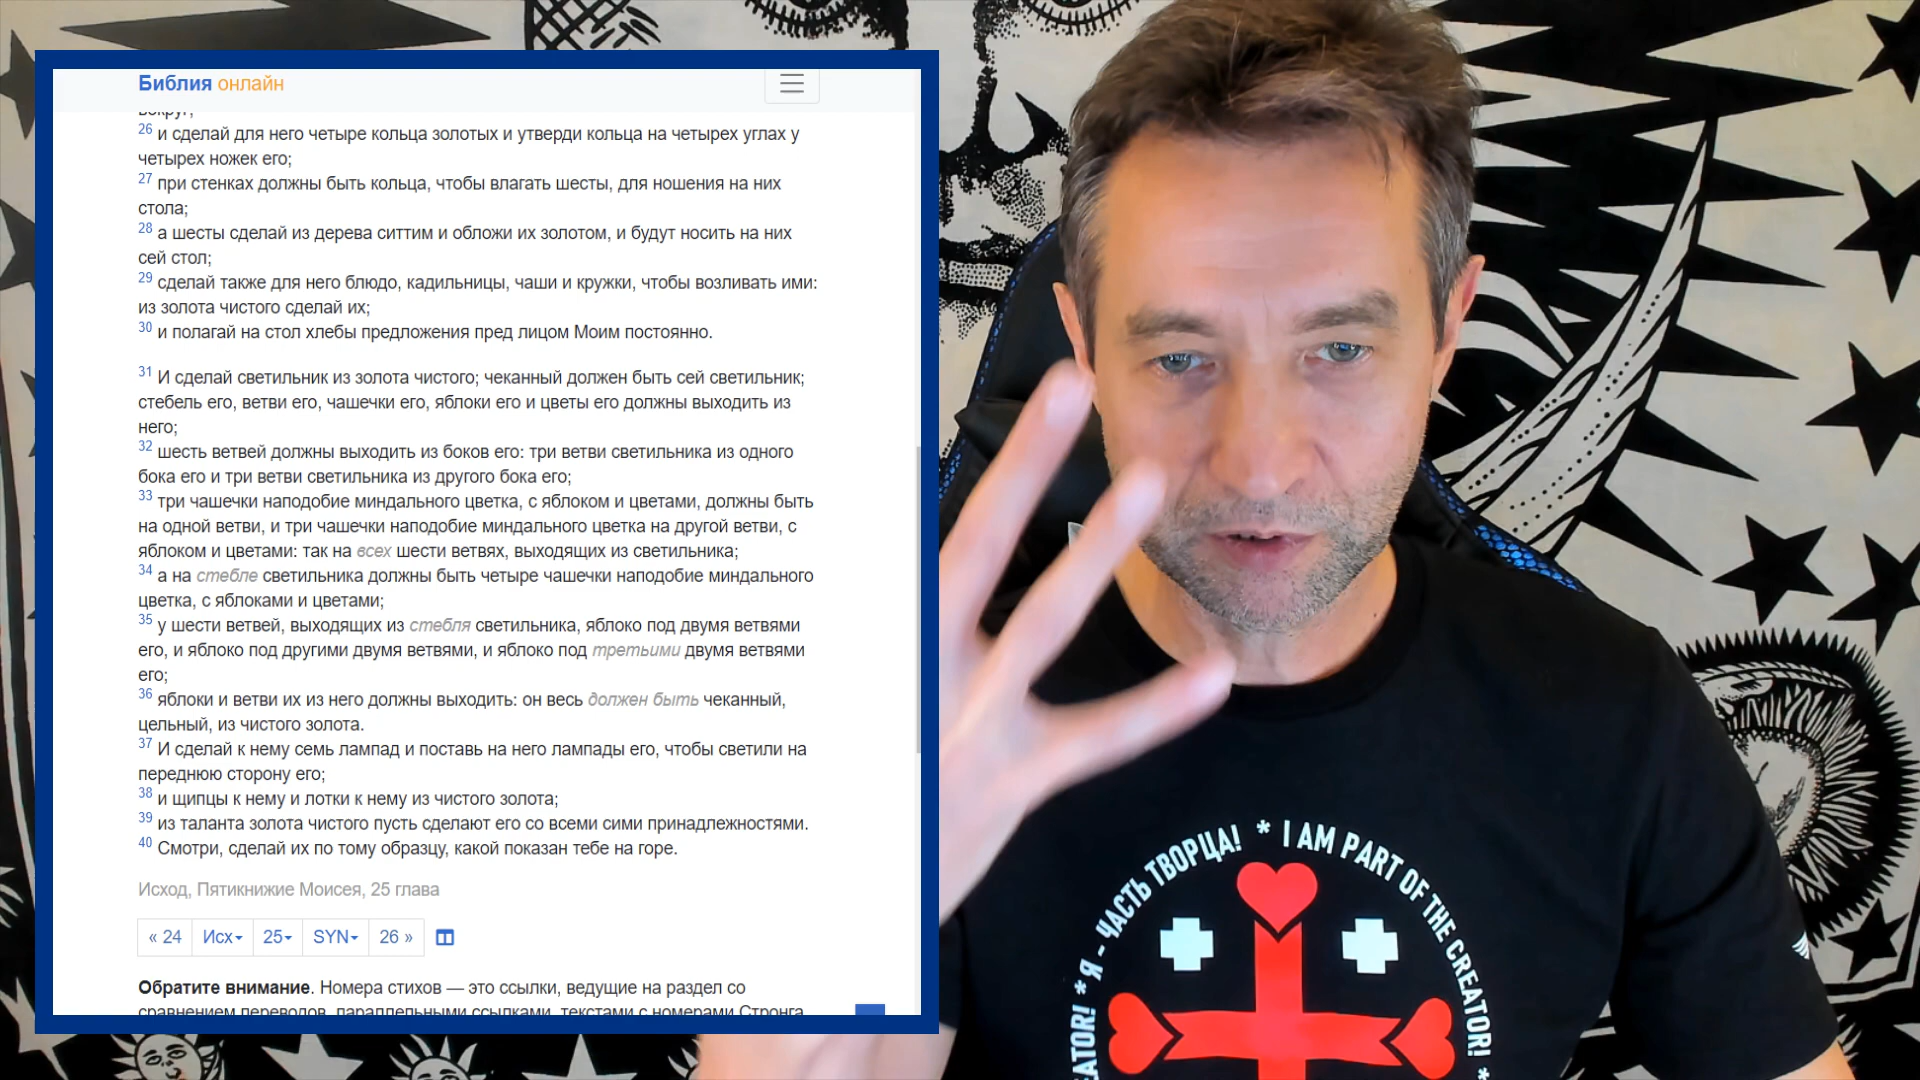 Библия онлайн
вокруг;
26 и сделай для него четыре кольца золотых и утверди кольца на четырех углах у
четырех ножек его;
27 при стенках должны быть кольца, чтобы влагать шесты, для ношения на них
стола;
28 а шесты сделай из дерева ситтим и обложи их золотом, и будут носить на них
сей стол;
29 сделай также для него блюдо, кадильницы, чаши и кружки, чтобы возливать ими:
из золота чистого сделай их;
30 и полагай на стол хлебы предложения пред лицом Моим постоянно.
31 И сделай светильник из золота чистого; чеканный должен быть сей светильник;
стебель его, ветви его, чашечки его, яблоки его и цветы его должны выходить из
него;
32 шесть ветвей должны выходить из боков его: три ветви светильника из одного
бока его и три ветви светильника из другого бока его;
33 три чашечки наподобие миндального цветка, с яблоком и цветами, должны быть
на одной ветви, и три чашечки наподобие миндального цветка на другой ветви, с
яблоком и цветами: так на всех шести ветвях, выходящих из светильника;
34 а на стебле светильника должны быть четыре чашечки наподобие миндального
цветка, с яблоками и цветами;
35 у шести ветвей, выходящих из стебля светильника, яблоко под двумя ветвями
его, и яблоко под другими двумя ветвями, и яблоко под третьими двумя ветвями
его;
36 яблоки и ветви их из него должны выходить: он весь должен быть чеканный,
цельный, из чистого золота.
37 И сделай к нему семь лампад и поставь на него лампады его, чтобы светили на
переднюю сторону его;
38 и щипцы к нему и лотки к нему из чистого золота;
39 из таланта золота чистого пусть сделают его со всеми сими принадлежностями.
40 Смотри, сделай их по тому образцу, какой показан тебе на горе.
Исход, Пятикнижие Моисея, 25 глава
« 24 Исх 25 SYN 26 »
Обратите внимание. Номера стихов — это ссылки, ведущие на раздел со
сравнением переводов, параллельными ссылками, текстами с номерами Стронга.
* Я - ЧАСТЬ ТВОРЦА! * I AM PART OF THE CREATOR! *
EATOR!